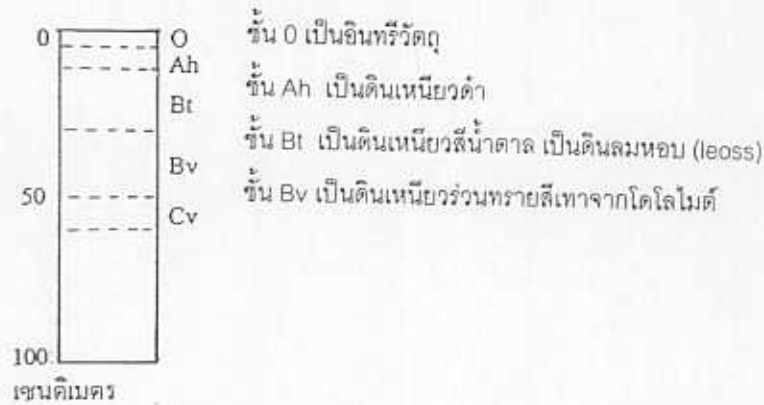 0
O
ชั้น 0 เป็นอินทรีวัตถุ
Ah
ชั้น Ah เป็นดินเหนียวดำ
Bt
ชั้น Bt เป็นดินเหนียวสีน้ำตาล เป็นดินลมหอบ (leoss)
Bv
ชั้น Bv เป็นดินเหนียวร่วนทรายสีเทาจากโดโลไมต์
50
Cv
100
เซนติเมตร